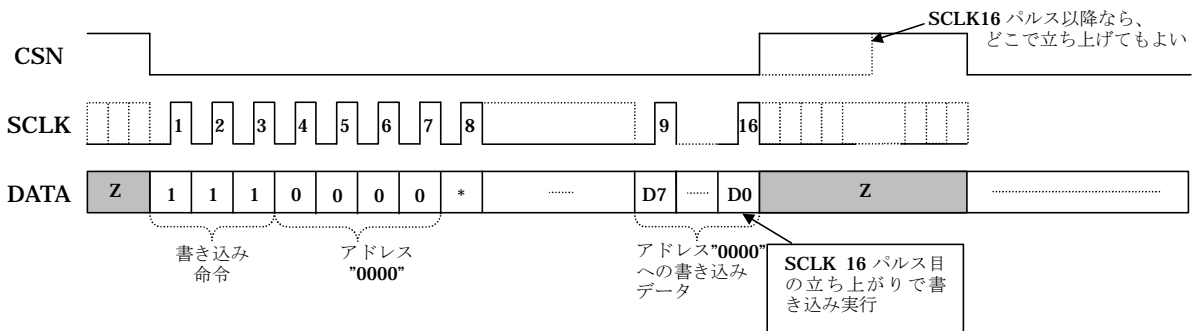 SCLK16 パルス以降なら、
どこで立ち上げてもよい
CSN
SCLK 1 2 3 4 5 6 7 8 9 16
DATA Z 1 1 1 0 0 0 0 * ........ D7 ...... D0 Z ........................................
書き込み
命令
アドレス
"0000"
アドレス"0000"
への書き込み
データ
SCLK 16 パルス目
の立ち上がりで書
き込み実行